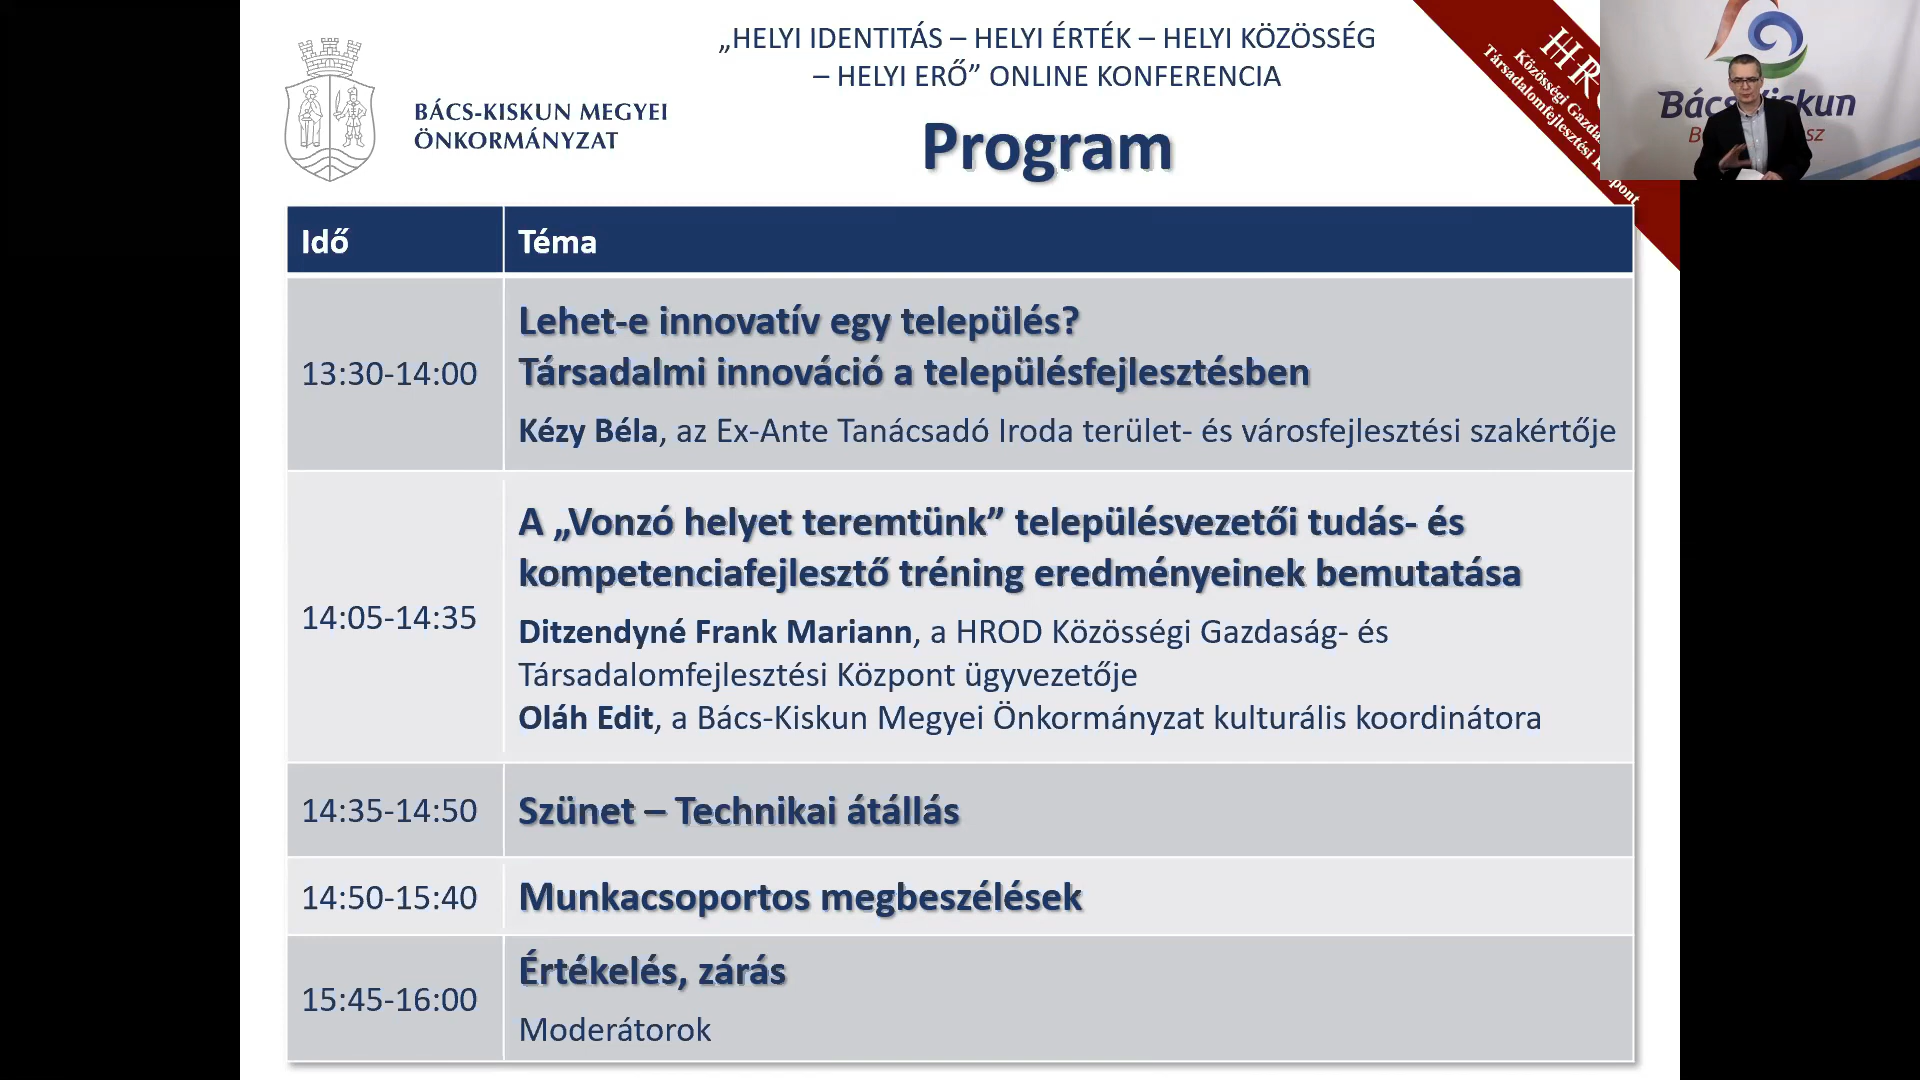 „HELYI IDENTITÁS – HELYI ÉRTÉK – HELYI KÖZÖSSÉG
– HELYI ERŐ” ONLINE KONFERENCIA
BÁCS-KISKUN MEGYEI
ÖNKORMÁNYZAT
Program
Közösségi
Társadalomfejlesztési
Idő
Téma
13:30-14:00
Lehet-e innovatív egy település?
Társadalmi innováció a településfejlesztésben
Kézy Béla, az Ex-Ante Tanácsadó Iroda terület- és városfejlesztési szakértője
14:05-14:35
A „Vonzó helyet teremtünk” településvezetői tudás- és
kompetenciafejlesztő tréning eredményeinek bemutatása
Ditzendyné Frank Mariann, a HROD Közösségi Gazdaság- és
Társadalomfejlesztési Központ ügyvezetője
Oláh Edit, a Bács-Kiskun Megyei Önkormányzat kulturális koordinátora
14:35-14:50
Szünet – Technikai átállás
14:50-15:40
Munkacsoportos megbeszélések
15:45-16:00
Értékelés, zárás
Moderátorok